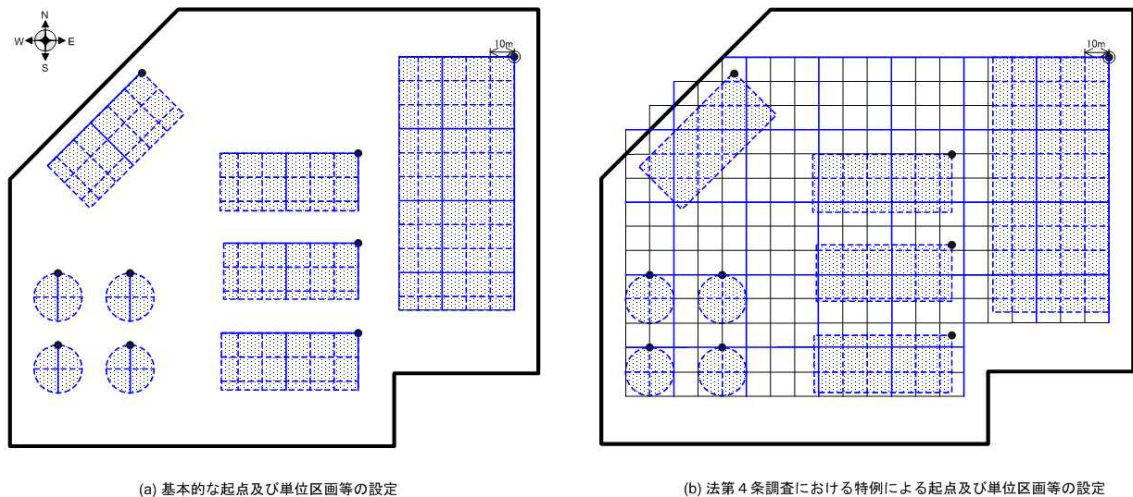 N
W E
S
10m
10m
(a) 基本的な起点及び単位区画等の設定
(b) 法第４条調査における特例による起点及び単位区画等の設定